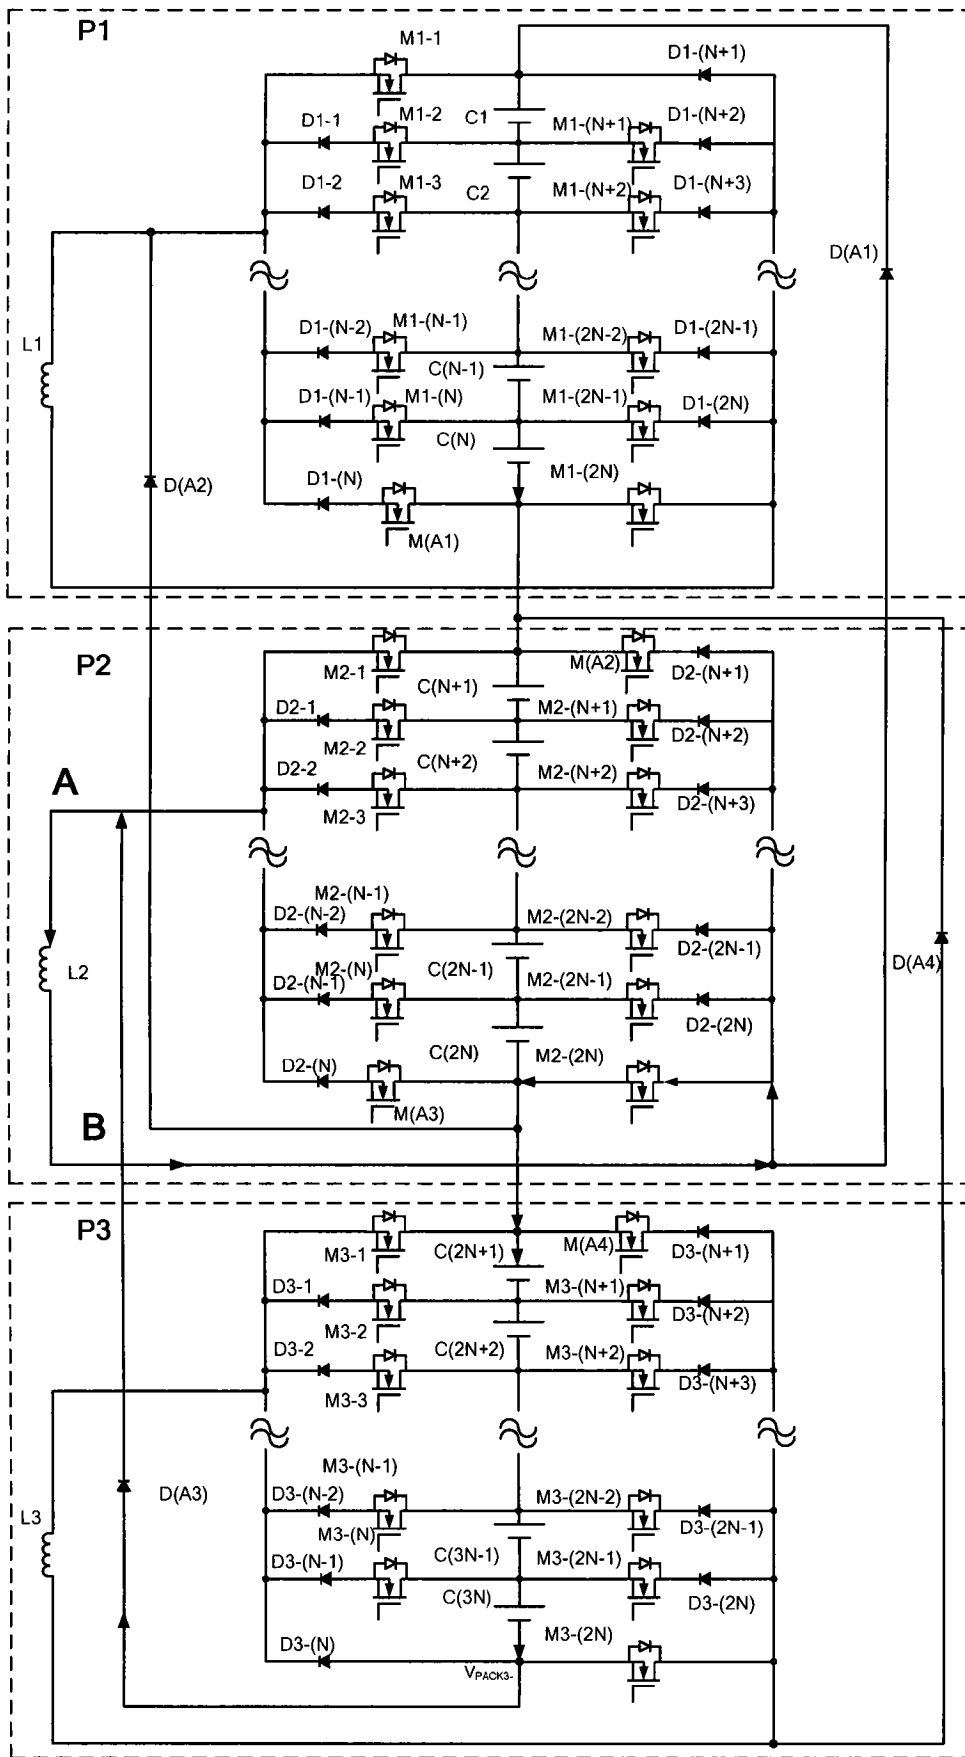 P1
M1-1
D1-(N+1)
D1-1
M1-2
C1
M1-(N+1)
D1-(N+2)
D1-2
M1-3
C2
M1-(N+2)
D1-(N+3)
D(A1)
L1
D1-(N-2)
M1-(N-1)
M1-(2N-2)
D1-(2N-1)
C(N-1)
D1-(N-1)
M1-(N)
M1-(2N-1)
D1-(2N)
C(N)
D1-(N)
M1-(2N)
D(A2)
M(A1)
P2
M2-1
M(A2)
D2-(N+1)
C(N+1)
D2-1
M2-(N+1)
M2-2
D2-(N+2)
C(N+2)
D2-2
M2-(N+2)
A
M2-3
D2-(N+3)
M2-(N-1)
D2-(N-2)
M2-(2N-2)
D2-(2N-1)
L2
M2-(N)
C(2N-1)
D(A4)
D2-(N-1)
M2-(2N-1)
D2-(2N)
C(2N)
M2-(2N)
D2-(N)
M(A3)
B
P3
M3-1
C(2N+1)
M(A4)
D3-(N+1)
D3-1
M3-(N+1)
D3-(N+2)
M3-2
C(2N+2)
D3-2
M3-(N+2)
D3-(N+3)
M3-3
M3-(N-1)
D(A3)
D3-(N-2)
M3-(2N-2)
L3
M3-(N)
D3-(2N-1)
C(3N-1)
D3-(N-1)
M3-(2N-1)
C(3N)
D3-(2N)
D3-(N)
M3-(2N)
VPACK3-